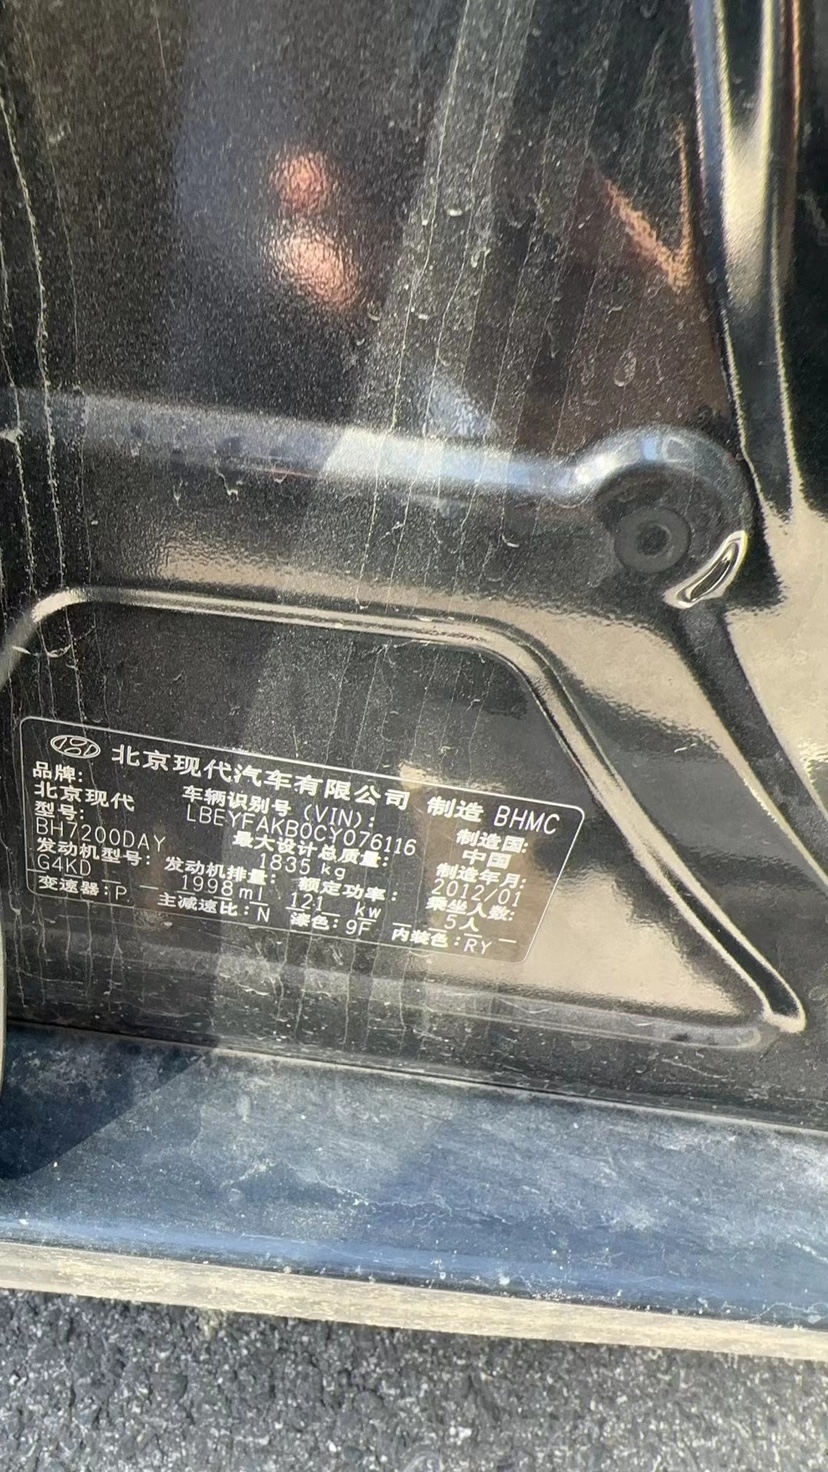 北京现代汽车有限公司 制造 BHMC
品牌: 车辆识别号 (VIN): 制造国:
北京现代 LBEYFAKB0CY076116 中国
型号: 最大设计总质量: 制造年月:
BH7200DAY 1835 kg 2012/01
发动机型号: 发动机排量: 额定功率: 乘坐人数:
G4KD 1998 ml 121 kw 5人
变速器:P 主减速比:N 漆色:9F 内装色:RY